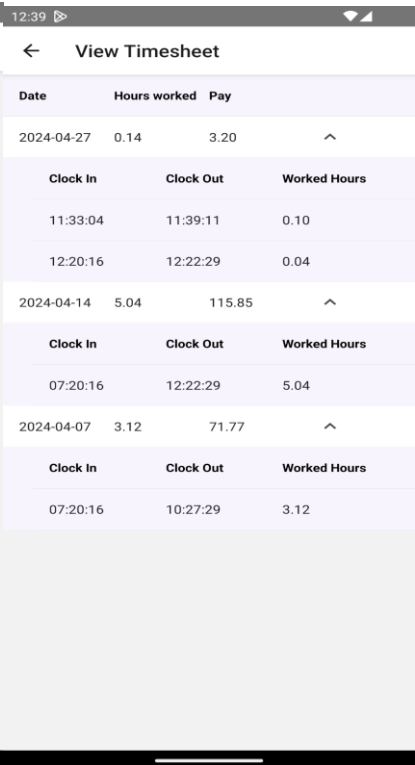 12:39
View Timesheet
Date Hours worked Pay
2024-04-27 0.14 3.20
Clock In Clock Out Worked Hours
11:33:04 11:39:11 0.10
12:20:16 12:22:29 0.04
2024-04-14 5.04 115.85
Clock In Clock Out Worked Hours
07:20:16 12:22:29 5.04
2024-04-07 3.12 71.77
Clock In Clock Out Worked Hours
07:20:16 10:27:29 3.12